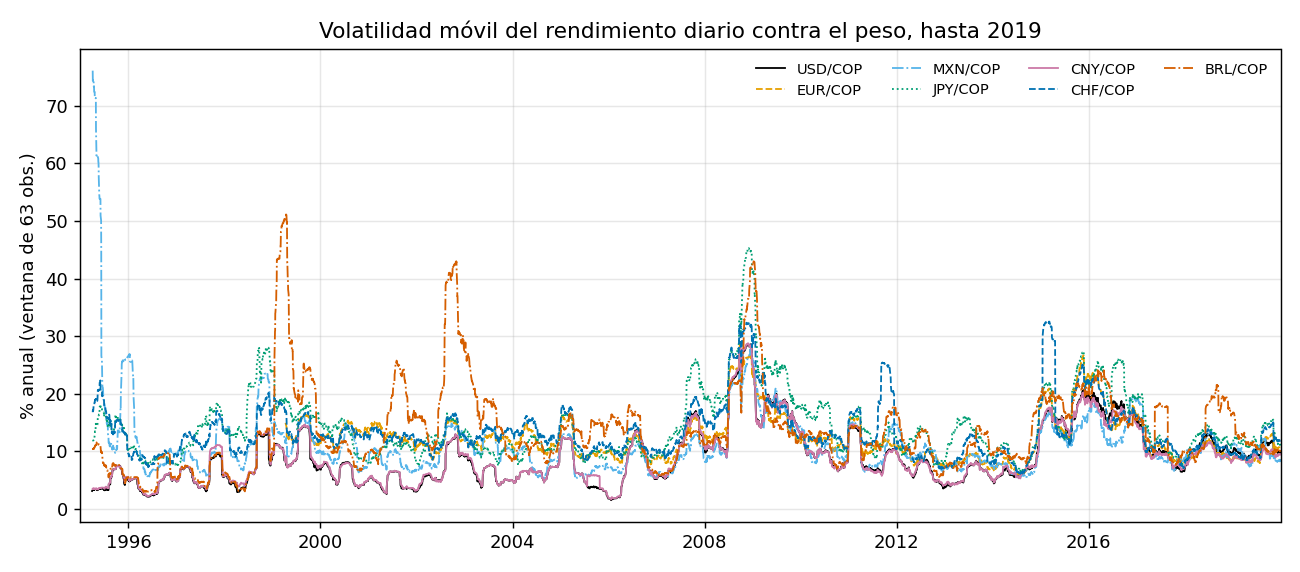 Volatilidad móvil del rendimiento diario contra el peso, hasta 2019
% anual (ventana de 63 obs.)
USD/COP
EUR/COP
MXN/COP
JPY/COP
CNY/COP
CHF/COP
BRL/COP
70
60
50
40
30
20
10
0
1996
2000
2004
2008
2012
2016